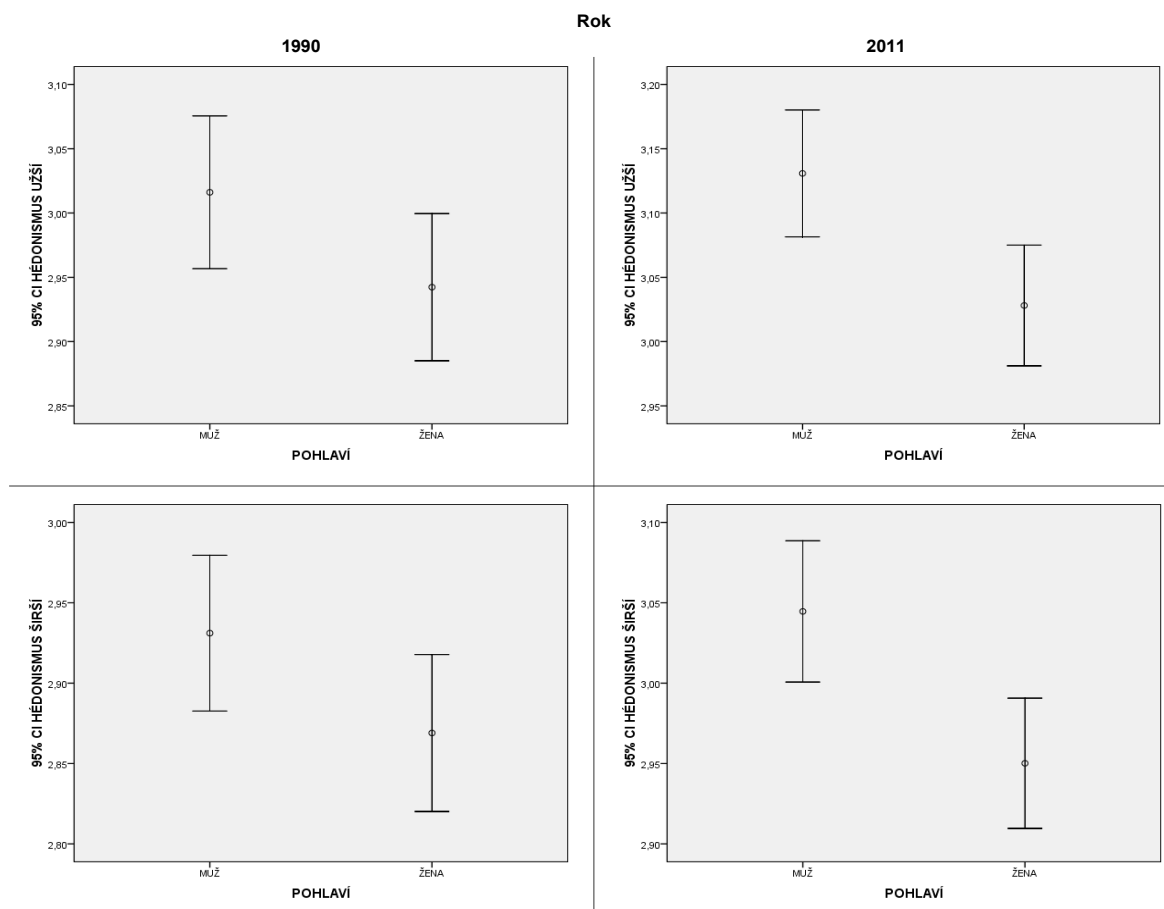 Rok
1990
2011
95% CI HÉDONISMUS UŽŠÍ
3,10
3,05
3,00
2,95
2,90
2,85
MUŽ
ŽENA
POHLAVÍ
95% CI HÉDONISMUS UŽŠÍ
3,20
3,15
3,10
3,05
3,00
2,95
MUŽ
ŽENA
POHLAVÍ
95% CI HÉDONISMUS ŠIRŠÍ
3,00
2,95
2,90
2,85
2,80
MUŽ
ŽENA
POHLAVÍ
95% CI HÉDONISMUS ŠIRŠÍ
3,10
3,05
3,00
2,95
2,90
MUŽ
ŽENA
POHLAVÍ